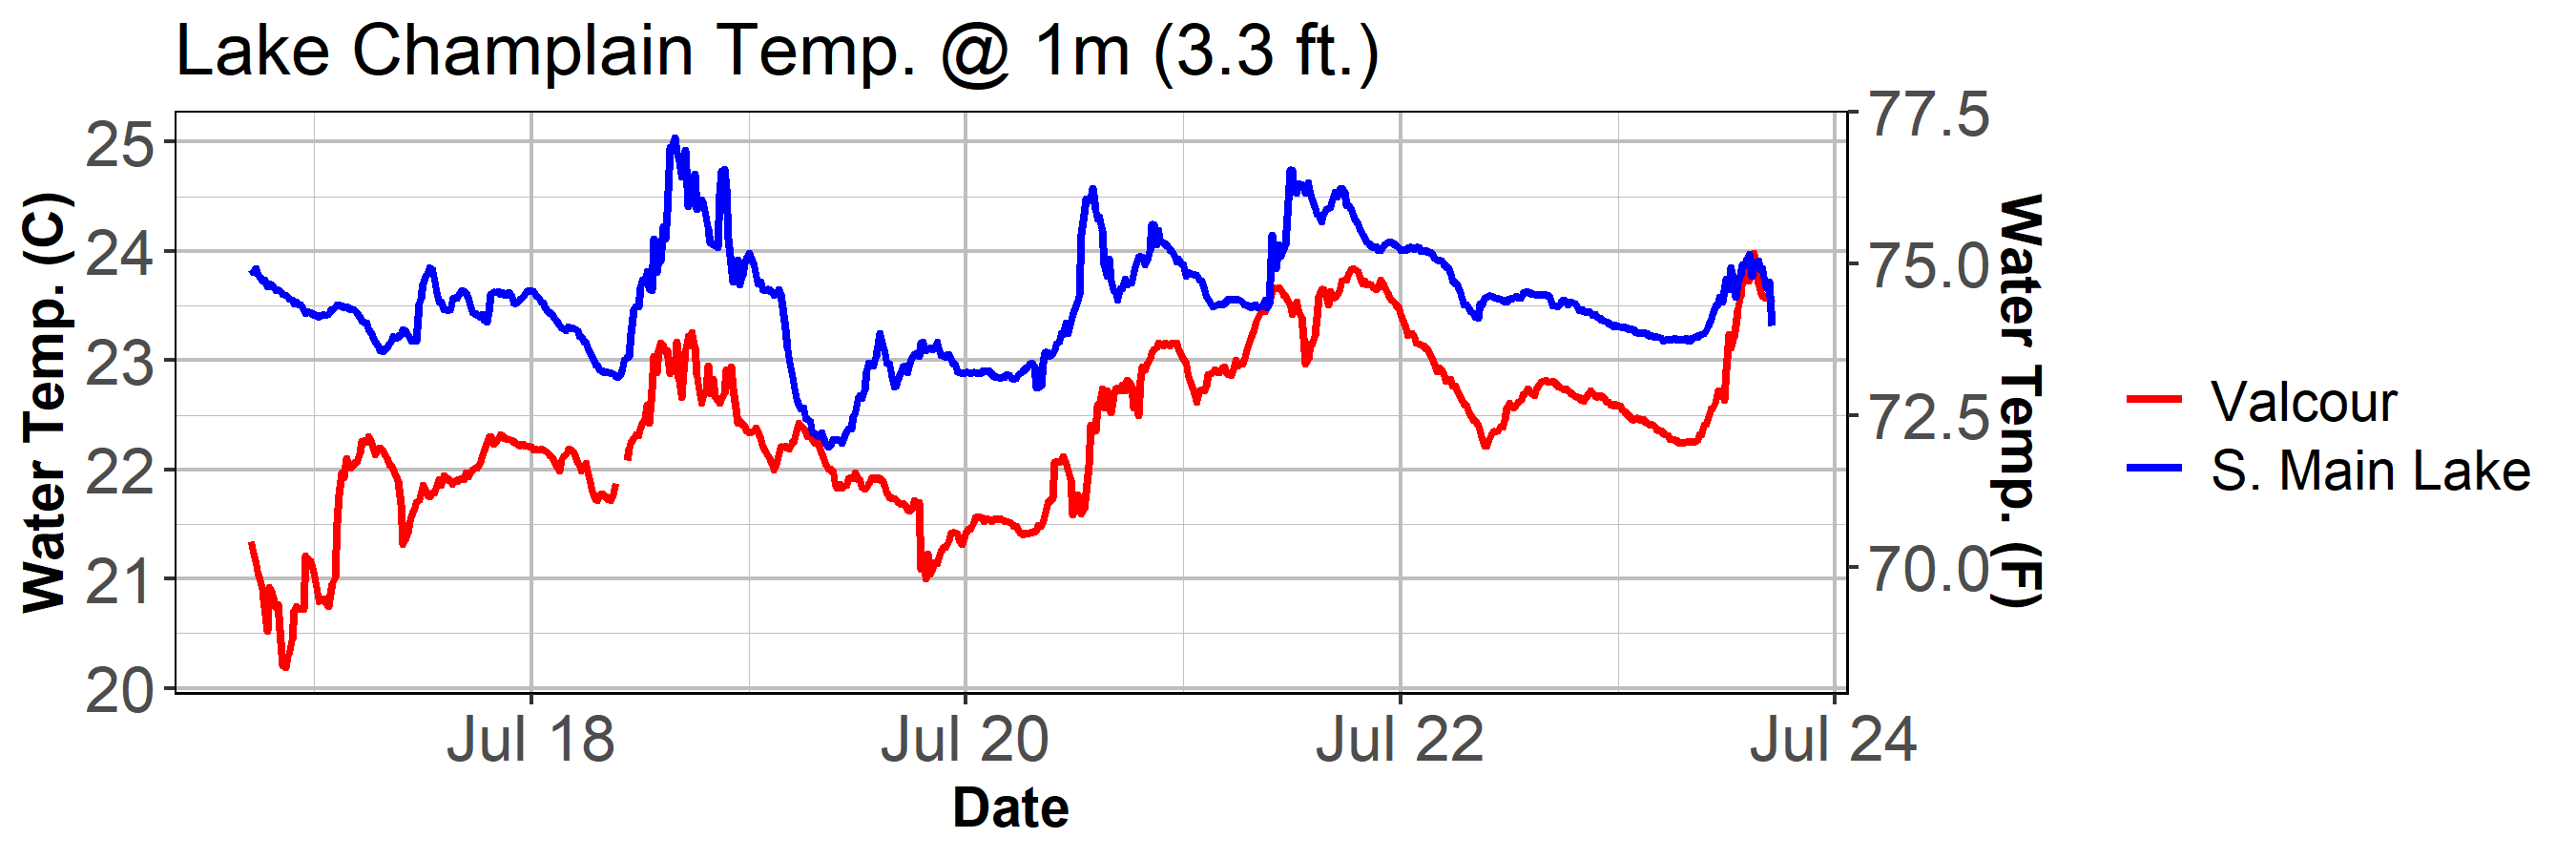 Lake Champlain Temp. @ 1m (3.3 ft.)
Water Temp. (C)
25
24
23
22
21
20
77.5
75.0
72.5
70.0
Water Temp. (F)
Jul 18
Jul 20
Jul 22
Jul 24
Date
Valcour
S. Main Lake